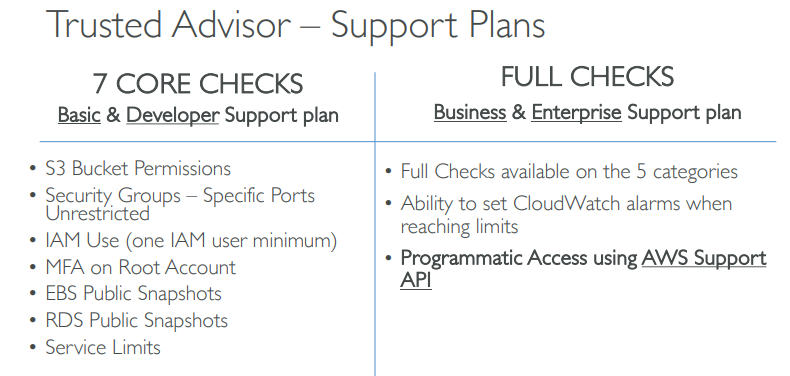 Trusted Advisor – Support Plans
7 CORE CHECKS
Basic & Developer Support plan
• S3 Bucket Permissions
• Security Groups – Specific Ports
Unrestricted
• IAM Use (one IAM user minimum)
• MFA on Root Account
• EBS Public Snapshots
• RDS Public Snapshots
• Service Limits
FULL CHECKS
Business & Enterprise Support plan
• Full Checks available on the 5 categories
• Ability to set CloudWatch alarms when
reaching limits
• Programmatic Access using AWS Support
API